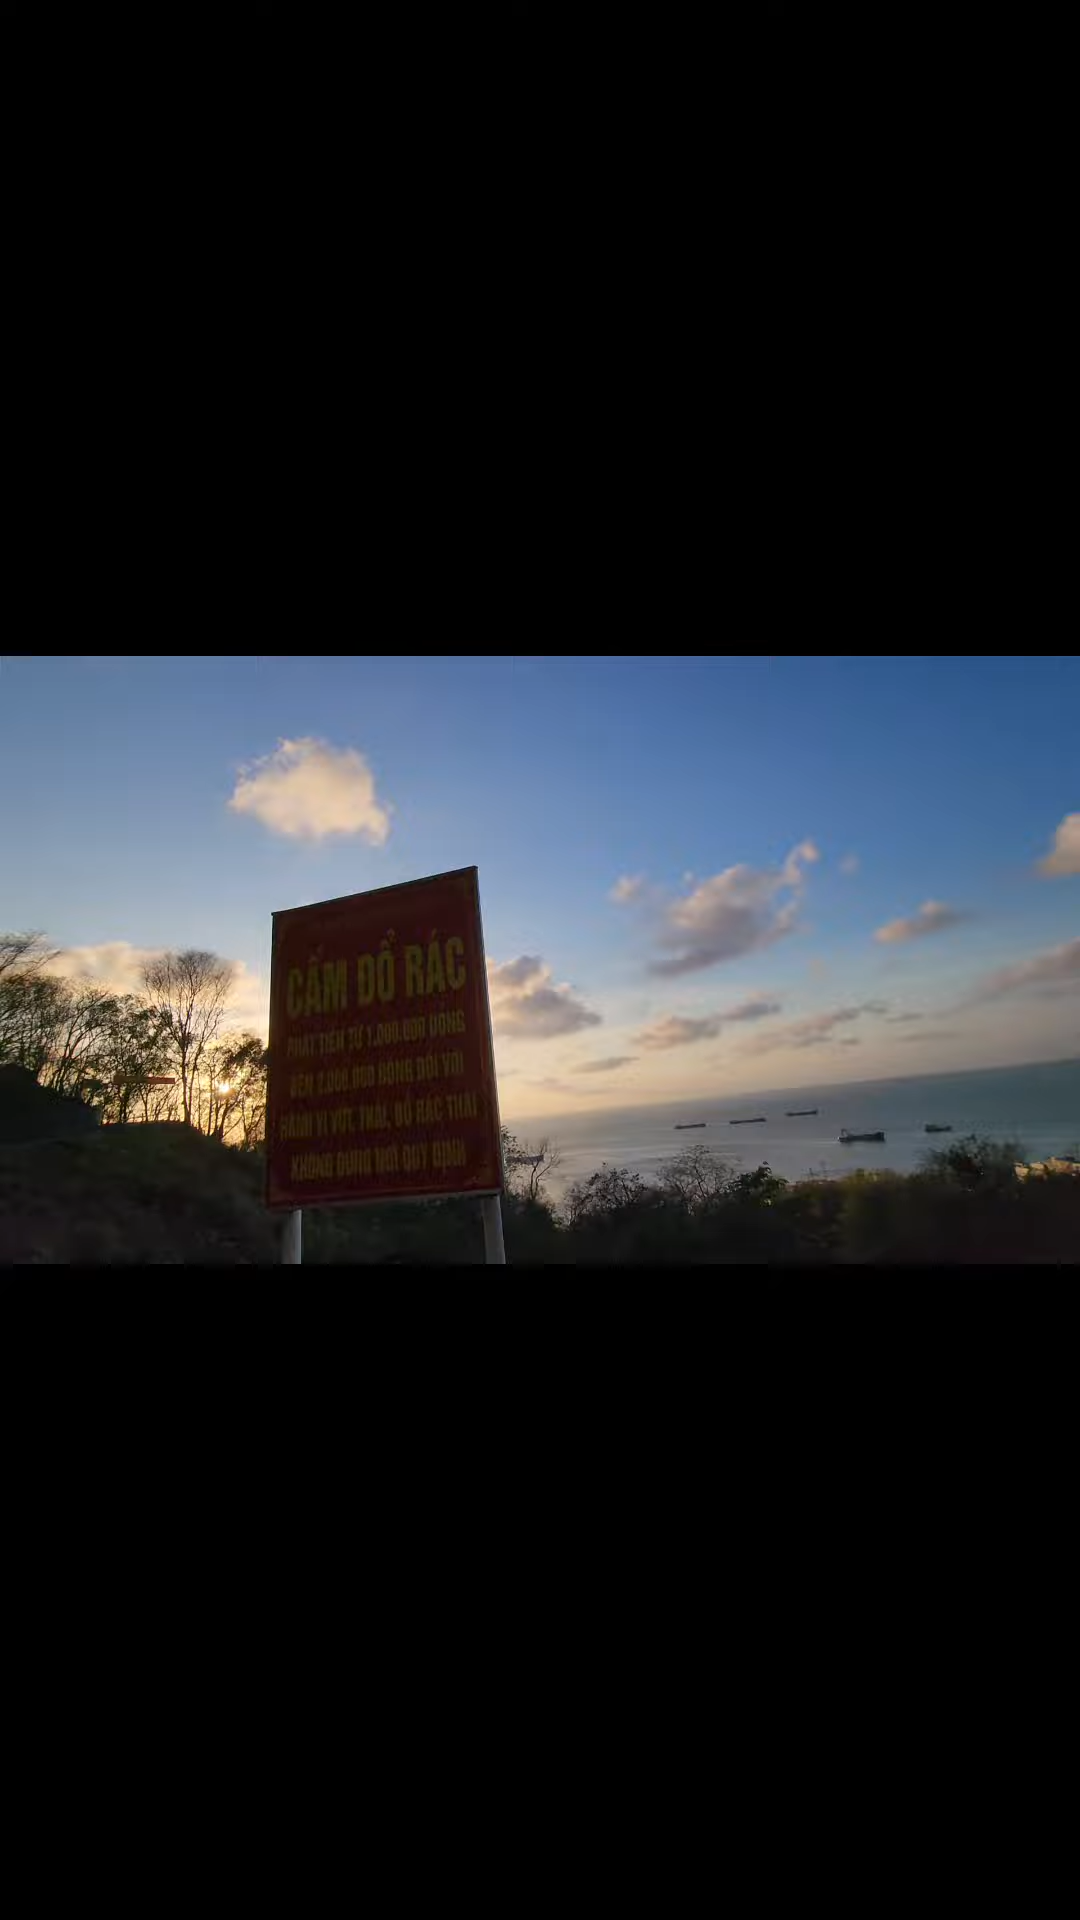 CẤM ĐỔ RÁC
PHẠT TIỀN TỪ 1.000.000 ĐỒNG
ĐẾN 2.000.000 ĐỒNG ĐỐI VỚI
HÀNH VI VỨT, THẢI, BỎ RÁC THẢI
KHÔNG ĐÚNG NƠI QUY ĐỊNH